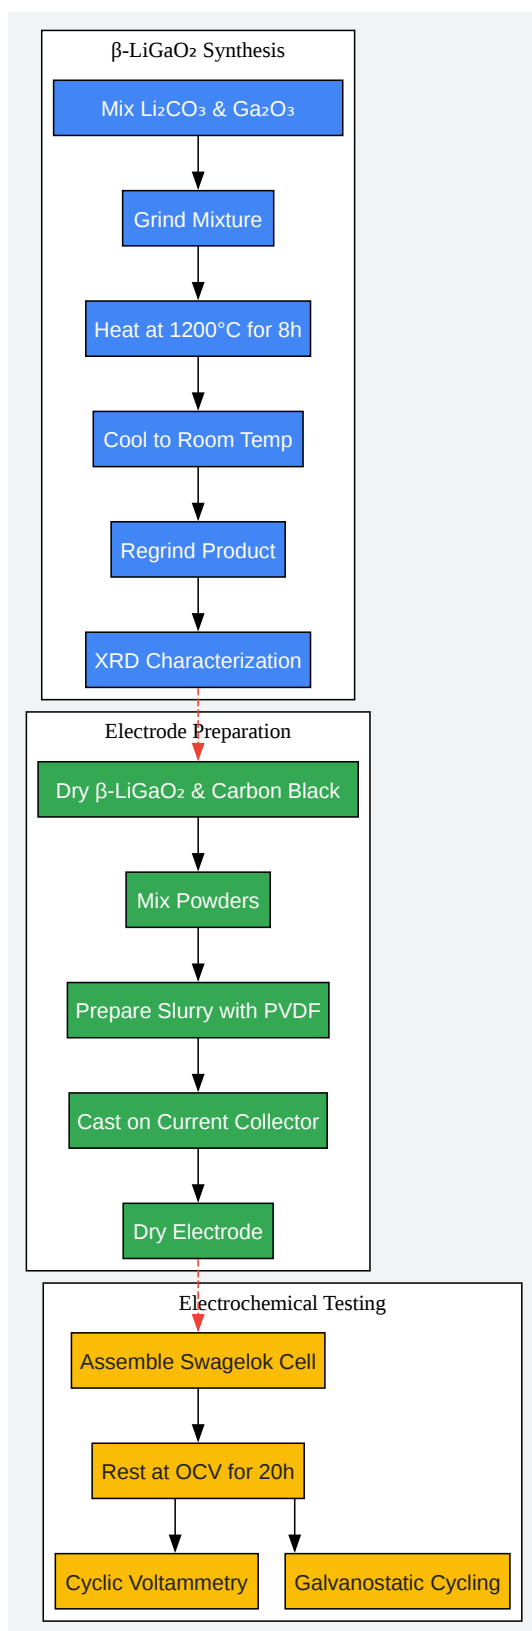 β-LiGaO₂ Synthesis
Mix Li₂CO₃ & Ga₂O₃
Grind Mixture
Heat at 1200°C for 8h
Cool to Room Temp
Regrind Product
XRD Characterization
Electrode Preparation
Dry β-LiGaO₂ & Carbon Black
Mix Powders
Prepare Slurry with PVDF
Cast on Current Collector
Dry Electrode
Electrochemical Testing
Assemble Swagelok Cell
Rest at OCV for 20h
Cyclic Voltammetry
Galvanostatic Cycling